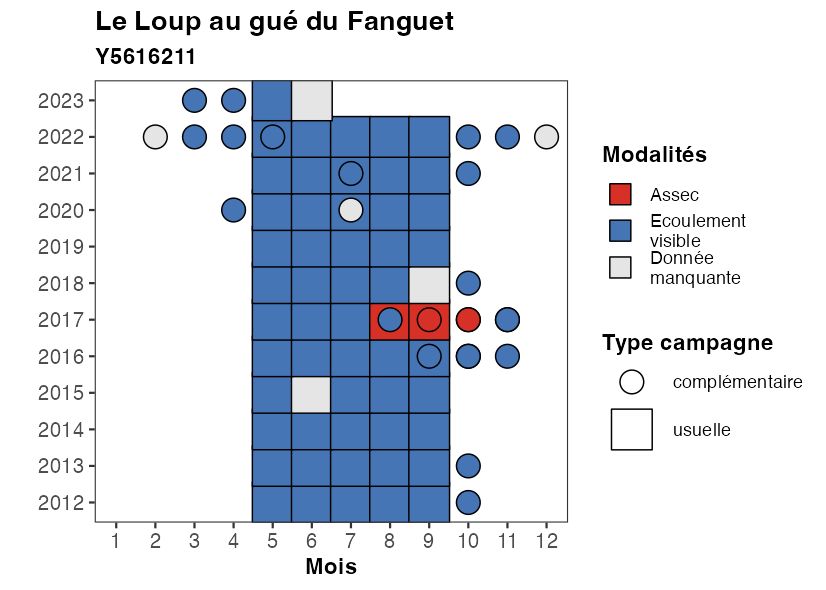 Le Loup au gué du Fanguet
Y5616211
2023
2022
2021
2020
2019
2018
2017
2016
2015
2014
2013
2012
1 2 3 4 5 6 7 8 9 10 11 12
Mois
Modalités
Assec
Ecoulement
visible
Donnée
manquante
Type campagne
complémentaire
usuelle